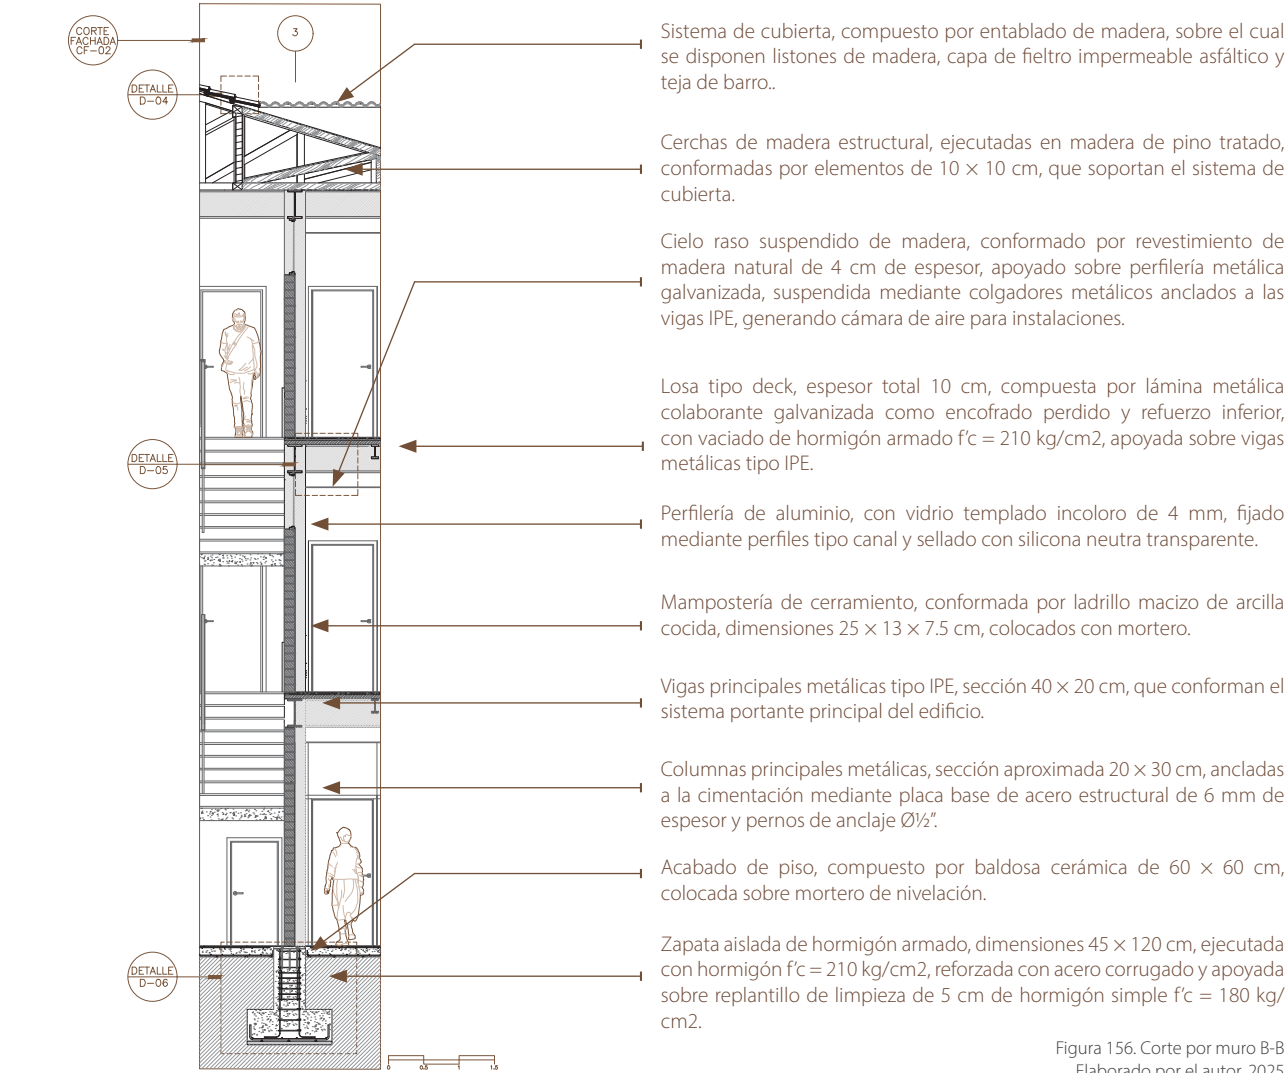 CORTE
FACHADA
CF-02
3
DETALLE
D-04
DETALLE
D-05
DETALLE
D-06
Sistema de cubierta, compuesto por entablado de madera, sobre el cual
se disponen listones de madera, capa de fieltro impermeable asfáltico y
teja de barro..
Cerchas de madera estructural, ejecutadas en madera de pino tratado,
conformadas por elementos de 10 × 10 cm, que soportan el sistema de
cubierta.
Cielo raso suspendido de madera, conformado por revestimiento de
madera natural de 4 cm de espesor, apoyado sobre perfilería metálica
galvanizada, suspendida mediante colgadores metálicos anclados a las
vigas IPE, generando cámara de aire para instalaciones.
Losa tipo deck, espesor total 10 cm, compuesta por lámina metálica
colaborante galvanizada como encofrado perdido y refuerzo inferior,
con vaciado de hormigón armado f’c = 210 kg/cm2, apoyada sobre vigas
metálicas tipo IPE.
Perfilería de aluminio, con vidrio templado incoloro de 4 mm, fijado
mediante perfiles tipo canal y sellado con silicona neutra transparente.
Mampostería de cerramiento, conformada por ladrillo macizo de arcilla
cocida, dimensiones 25 × 13 × 7.5 cm, colocados con mortero.
Vigas principales metálicas tipo IPE, sección 40 × 20 cm, que conforman el
sistema portante principal del edificio.
Columnas principales metálicas, sección aproximada 20 × 30 cm, ancladas
a la cimentación mediante placa base de acero estructural de 6 mm de
espesor y pernos de anclaje Ø½”.
Acabado de piso, compuesto por baldosa cerámica de 60 × 60 cm,
colocada sobre mortero de nivelación.
Zapata aislada de hormigón armado, dimensiones 45 × 120 cm, ejecutada
con hormigón f’c = 210 kg/cm2, reforzada con acero corrugado y apoyada
sobre replantillo de limpieza de 5 cm de hormigón simple f’c = 180 kg/
cm2.
0 0.5 1 1.5
Figura 156. Corte por muro B-B
Elaborado por el autor, 2025